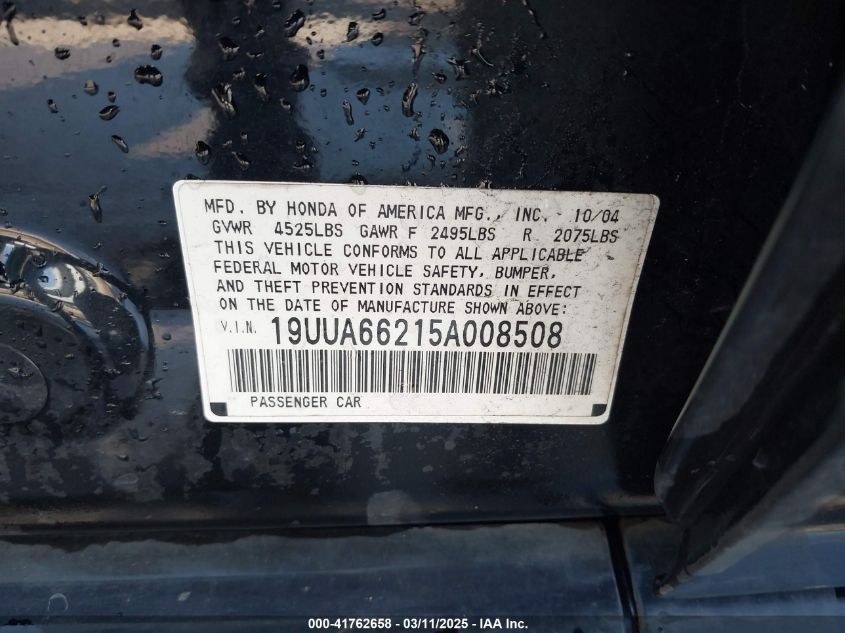 MFD. BY HONDA OF AMERICA MFG., INC. 10/04
GVWR 4525LBS GAWR F 2495LBS R 2075LBS
THIS VEHICLE CONFORMS TO ALL APPLICABLE
FEDERAL MOTOR VEHICLE SAFETY, BUMPER,
AND THEFT PREVENTION STANDARDS IN EFFECT
ON THE DATE OF MANUFACTURE SHOWN ABOVE:
V.I.N. 19UUA66215A008508
PASSENGER CAR
000-41762658 - 03/11/2025 - IAA Inc.